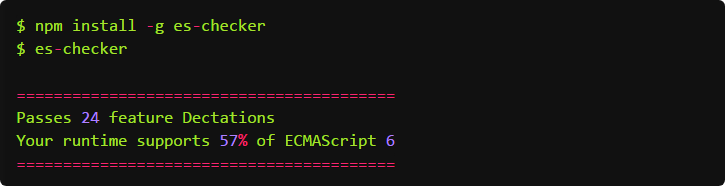 $ npm install -g es-checker
$ es-checker
=========================================
Passes 24 feature Dectations
Your runtime supports 57% of ECMAScript 6
=========================================